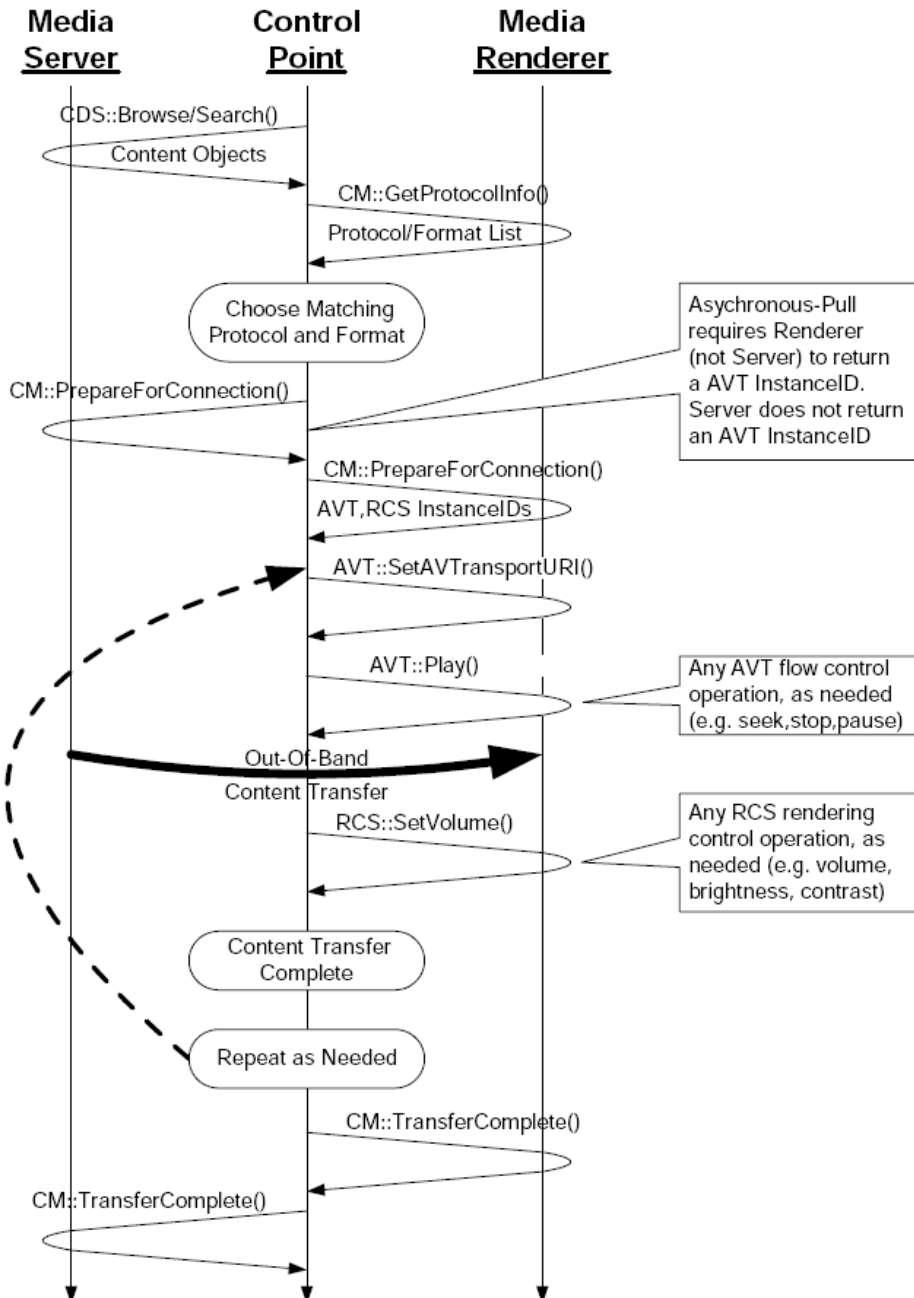 Media
Server
Control
Point
Media
Renderer
CDS::Browse/Search()
Content Objects
CM::GetProtocolInfo()
Protocol/Format List
Choose Matching
Protocol and Format
Asychronous-Pull
requires Renderer
(not Server) to return
a AVT InstanceID.
Server does not return
an AVT InstanceID
CM::PrepareForConnection()
CM::PrepareForConnection()
AVT,RCS InstanceIDs
AVT::SetAVTransportURI()
AVT::Play()
Any AVT flow control
operation, as needed
(e.g. seek,stop,pause)
Out-Of-Band
Content Transfer
RCS::SetVolume()
Any RCS rendering
control operation, as
needed (e.g. volume,
brightness, contrast)
Content Transfer
Complete
Repeat as Needed
CM::TransferComplete()
CM::TransferComplete()